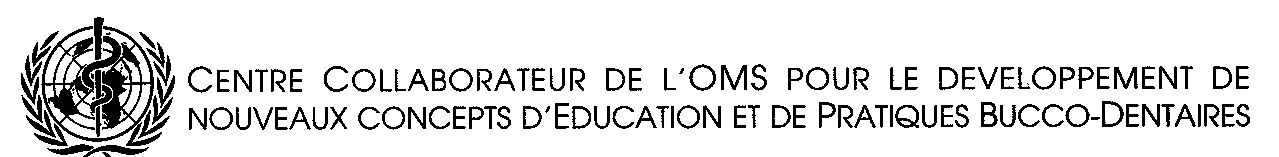 CENTRE COLLABORATEUR DE L'OMS POUR LE DEVELOPPEMENT DE
NOUVEAUX CONCEPTS D'EDUCATION ET DE PRATIQUES BUCCO-DENTAIRES